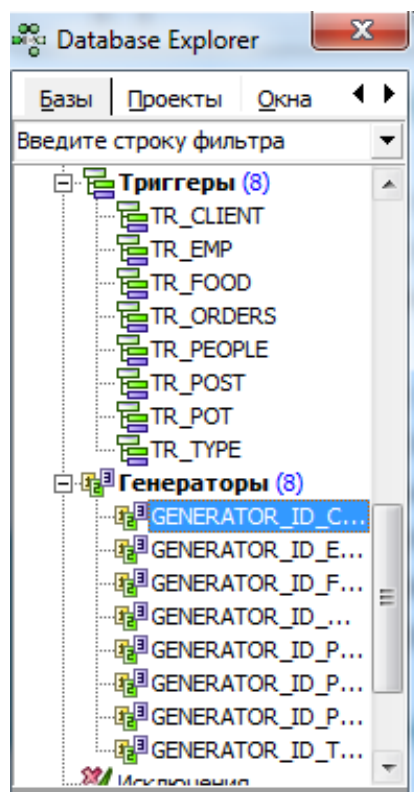 Database Explorer
Базы Проекты Окна
Введите строку фильтра
Триггеры (8)
TR_CLIENT
TR_EMP
TR_FOOD
TR_ORDERS
TR_PEOPLE
TR_POST
TR_POT
TR_TYPE
Генераторы (8)
GENERATOR_ID_C...
GENERATOR_ID_E...
GENERATOR_ID_F...
GENERATOR_ID_...
GENERATOR_ID_P...
GENERATOR_ID_P...
GENERATOR_ID_P...
GENERATOR_ID_T...
Исключения